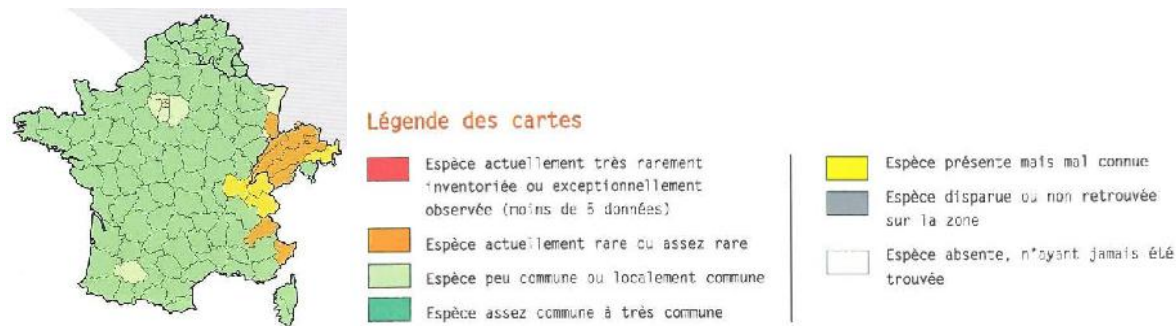 Légende des cartes
Espèce actuellement très rarement
inventoriée ou exceptionnellement
observée (moins de 5 données)
Espèce actuellement rare ou assez rare
Espèce peu commune ou localement commune
Espèce assez commune à très commune
Espèce présente mais mal connue
Espèce disparue ou non retrouvée
sur la zone
Espèce absente, n'ayant jamais été
trouvée